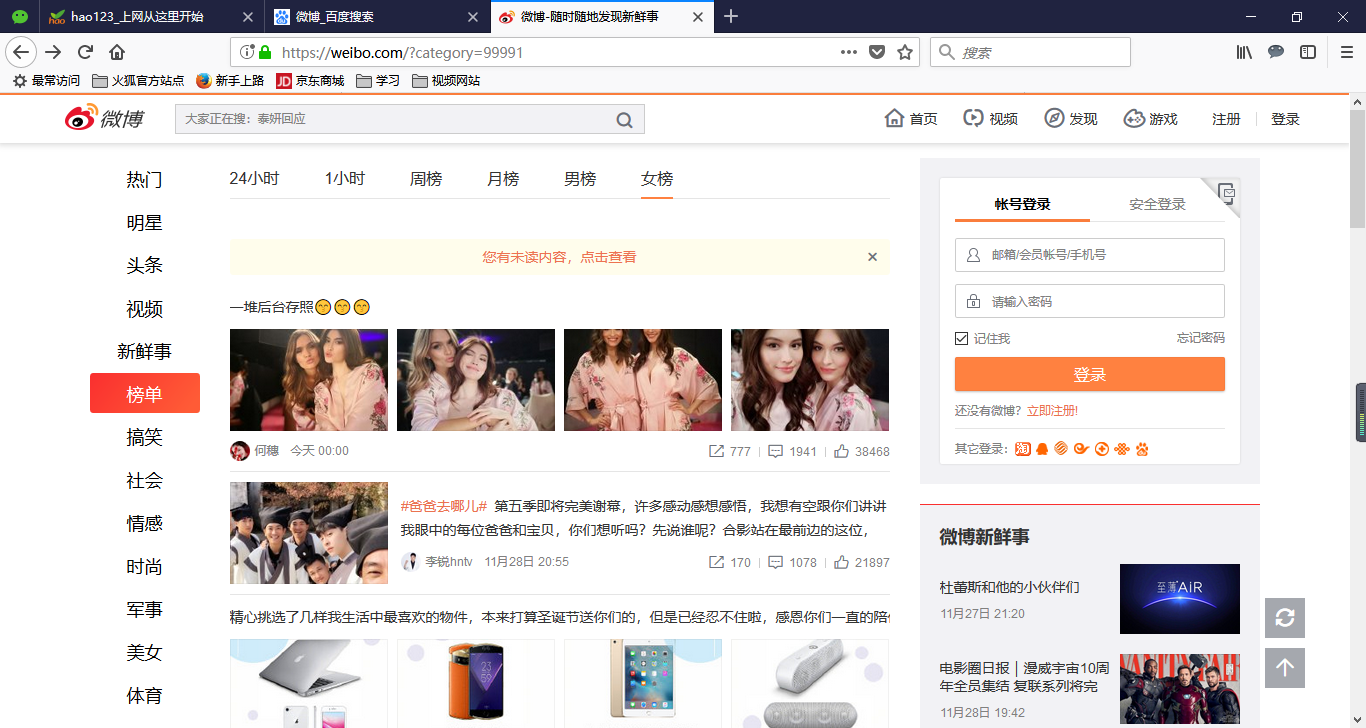 hao123_上网从这里开始
微博_百度搜索
微博-随时随地发现新鲜事
https://weibo.com/?category=99991
搜索
最常访问
火狐官方站点
新手上路
JD 京东商城
学习
视频网站
微博
大家正在搜：泰妍回应
首页
视频
发现
游戏
注册
登录
热门
明星
头条
视频
新鲜事
榜单
搞笑
社会
情感
时尚
军事
美女
体育
24小时
1小时
周榜
月榜
男榜
女榜
您有未读内容，点击查看
一堆后台存照
何穗 今天 00:00
777
1941
38468
#爸爸去哪儿# 第五季即将完美谢幕，许多感动感想感悟，我想有空跟你们讲讲
我眼中的每位爸爸和宝贝，你们想听吗？先说谁呢？合影站在最前边的这位，
李锐hntv 11月28日 20:55
170
1078
21897
精心挑选了几样我生活中最喜欢的物件，本来打算圣诞节送你们的，但是已经忍不住啦，感恩你们一直的陪
帐号登录
安全登录
邮箱/会员帐号/手机号
请输入密码
记住我
忘记密码
登录
还没有微博？立即注册!
其它登录：
微博新鲜事
杜蕾斯和他的小伙伴们
11月27日 21:20
至薄AiR
电影圈日报｜漫威宇宙10周
年全员集结 复联系列将完
11月28日 19:42